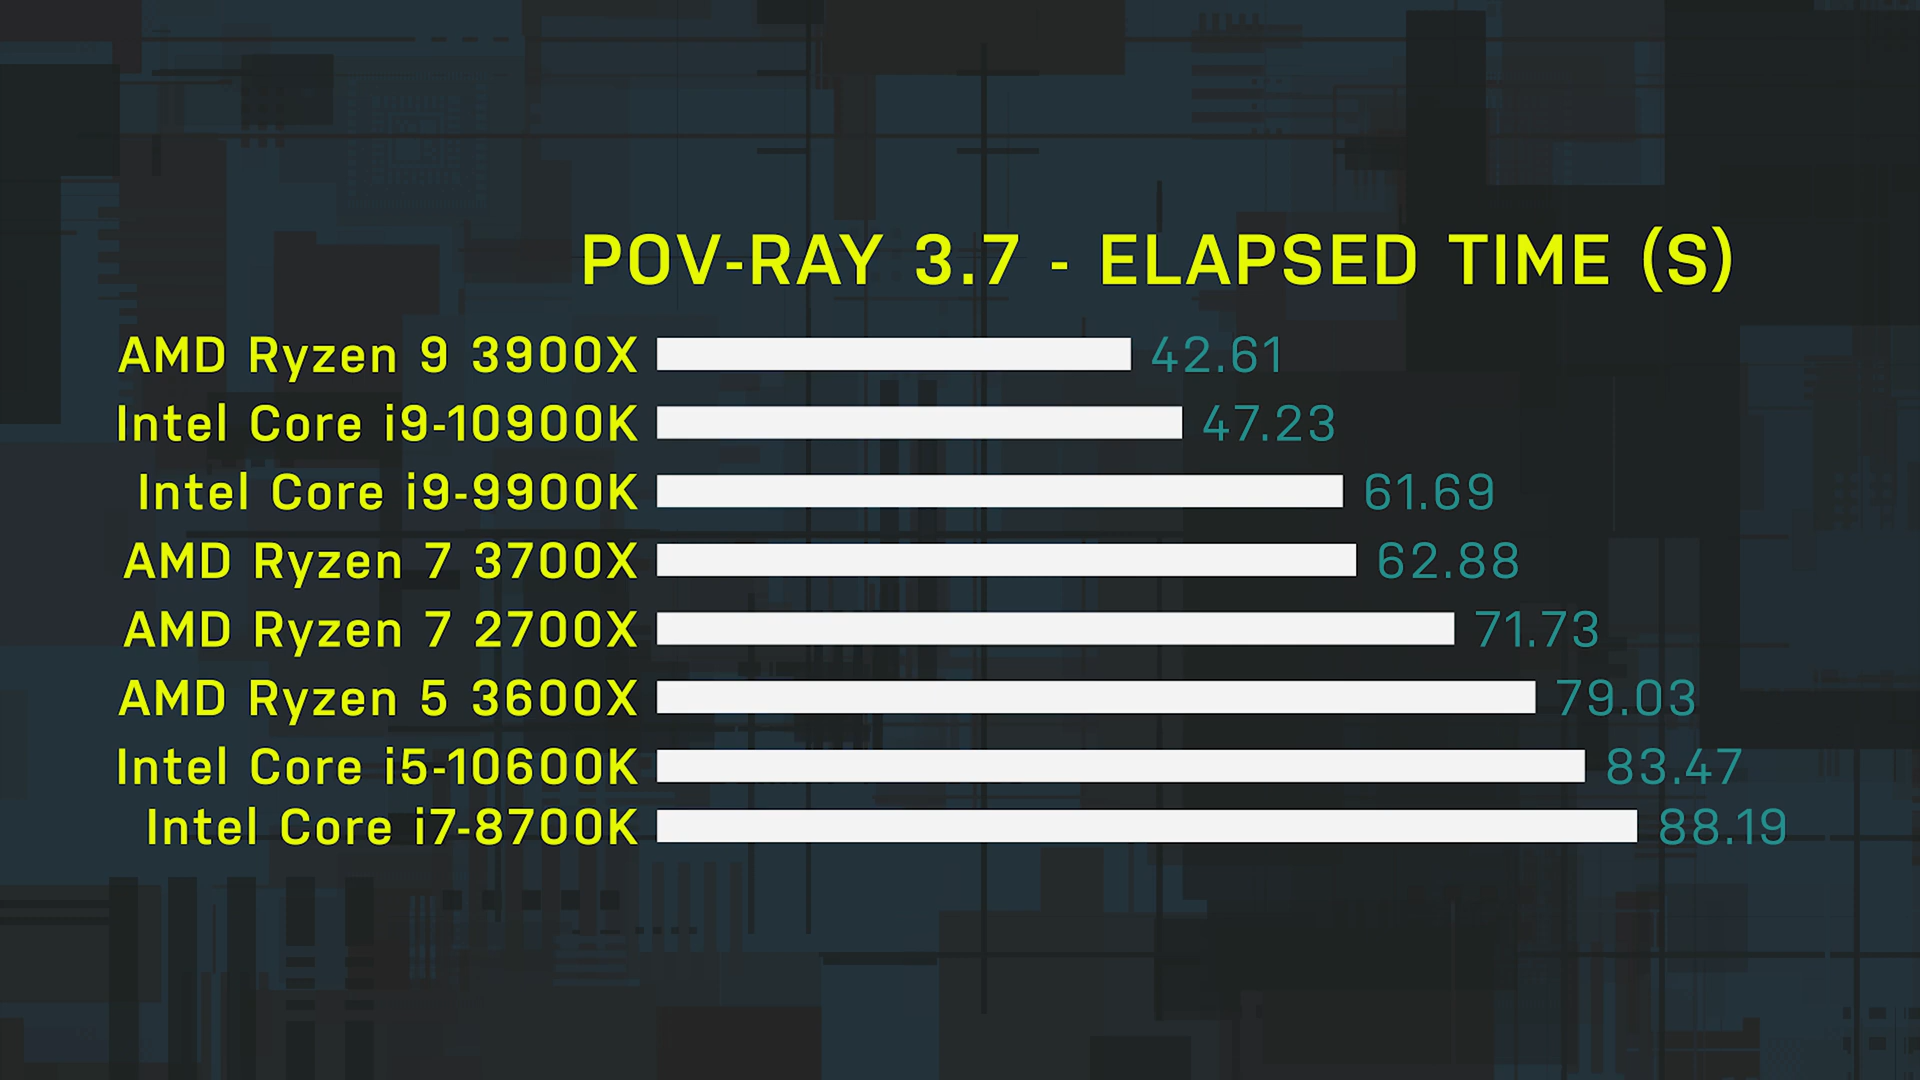 POV-RAY 3.7 - ELAPSED TIME (S)
AMD Ryzen 9 3900X 42.61
Intel Core i9-10900K 47.23
Intel Core i9-9900K 61.69
AMD Ryzen 7 3700X 62.88
AMD Ryzen 7 2700X 71.73
AMD Ryzen 5 3600X 79.03
Intel Core i5-10600K 83.47
Intel Core i7-8700K 88.19